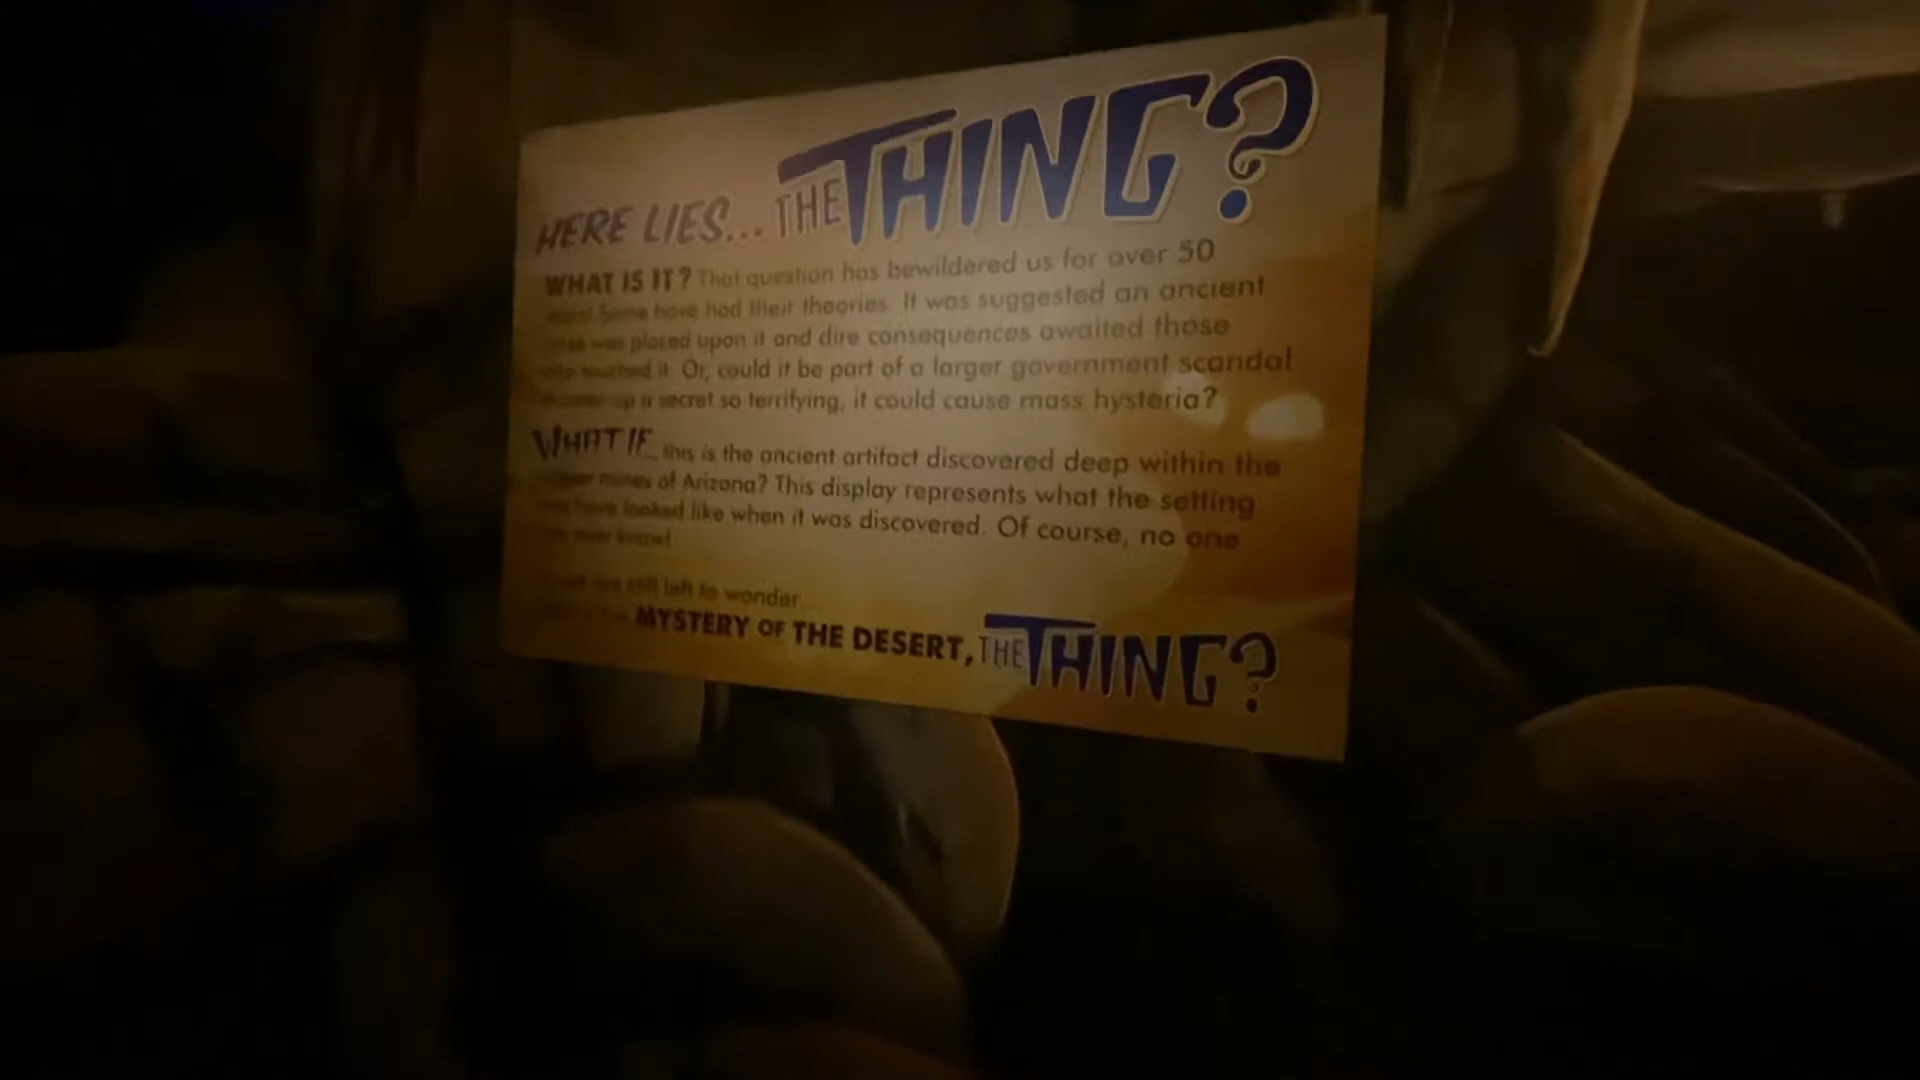 HERE LIES... THE THING?
WHAT IS IT? That question has bewildered us for over 50
Some have had their theories. It was suggested an ancient
was placed upon it and dire consequences awaited those
who touched it. Or, could it be part of a larger government scandal
up a secret so terrifying, it could cause mass hysteria?
WHAT IF... this is the ancient artifact discovered deep within the
mines of Arizona? This display represents what the setting
have looked like when it was discovered. Of course, no one
still left to wonder...
MYSTERY OF THE DESERT, THE THING?